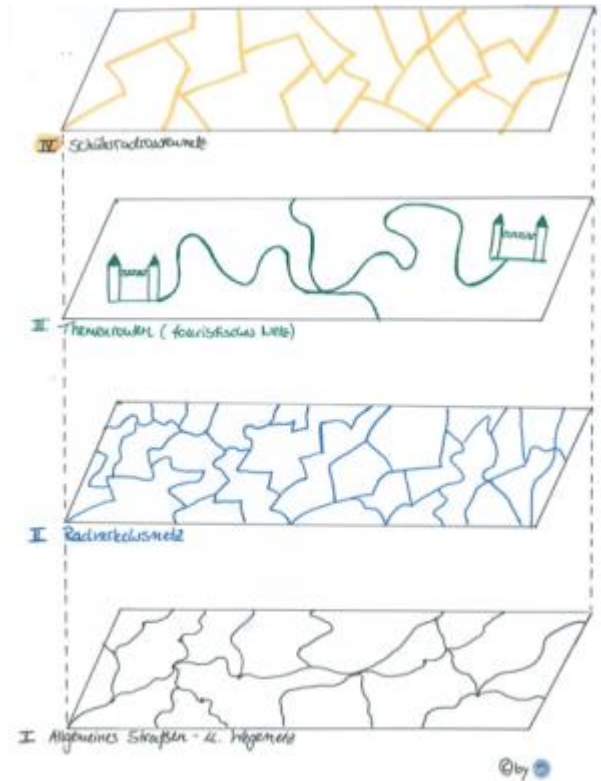 IV Schülerradroutennetz
III Themenrouten (touristisches Netz)
II Radverkehrsnetz
I Allgemeines Straßen- u. Wegenetz
©by